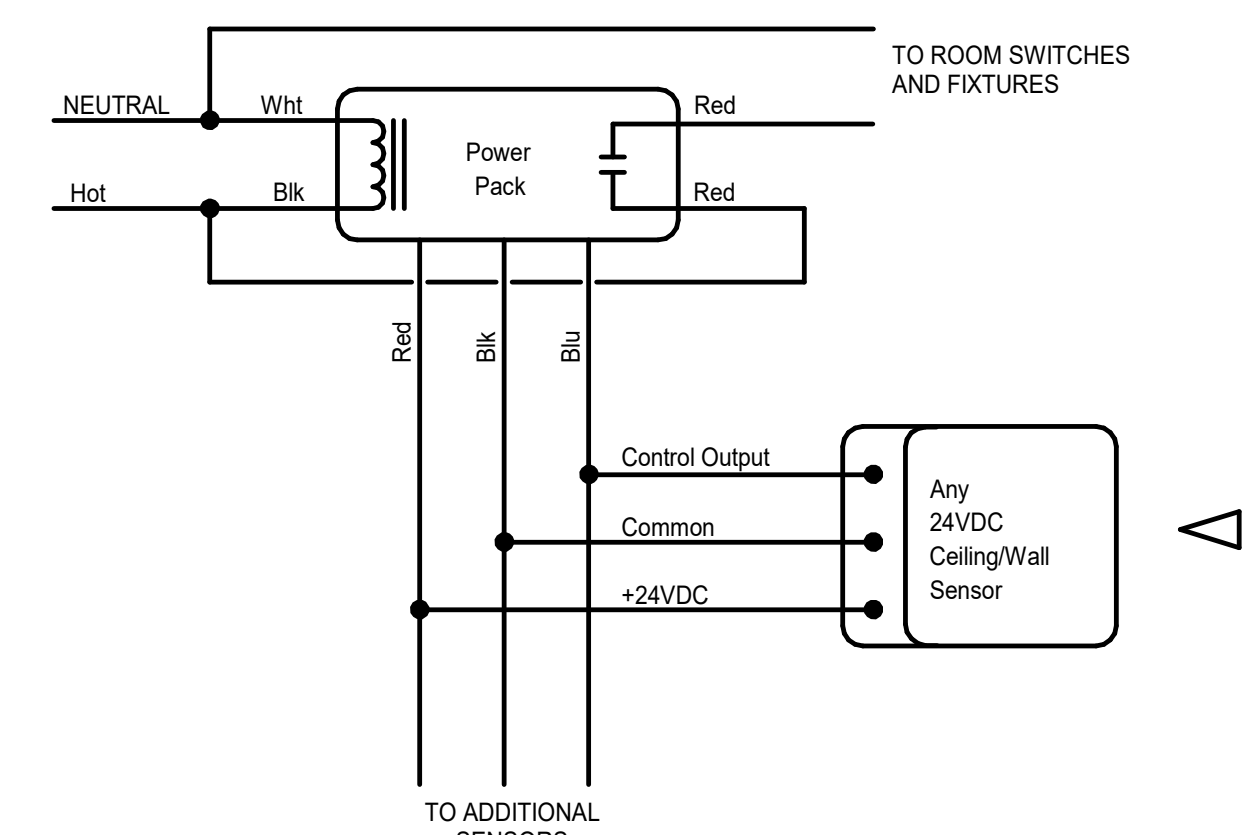 TO ROOM SWITCHES
AND FIXTURES
NEUTRAL
Wht
Red
Power
Pack
Hot
Blk
Red
Red
Blk
Blu
Control Output
Any
24VDC
Ceiling/Wall
Sensor
Common
+24VDC
TO ADDITIONAL
SENSORS